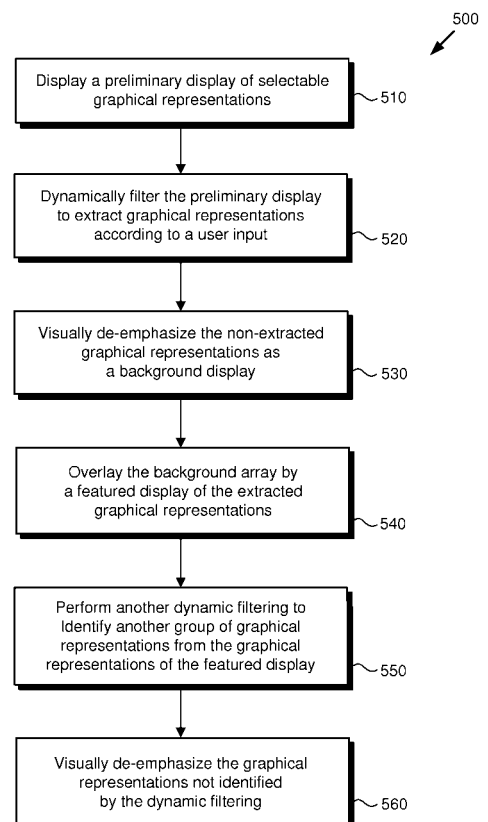 500
Display a preliminary display of selectable
graphical representations
510
Dynamically filter the preliminary display
to extract graphical representations
according to a user input
520
Visually de-emphasize the non-extracted
graphical representations as
a background display
530
Overlay the background array by
a featured display of the extracted
graphical representations
540
Perform another dynamic filtering to
Identify another group of graphical
representations from the graphical
representations of the featured display
550
Visually de-emphasize the graphical
representations not identified
by the dynamic filtering
560